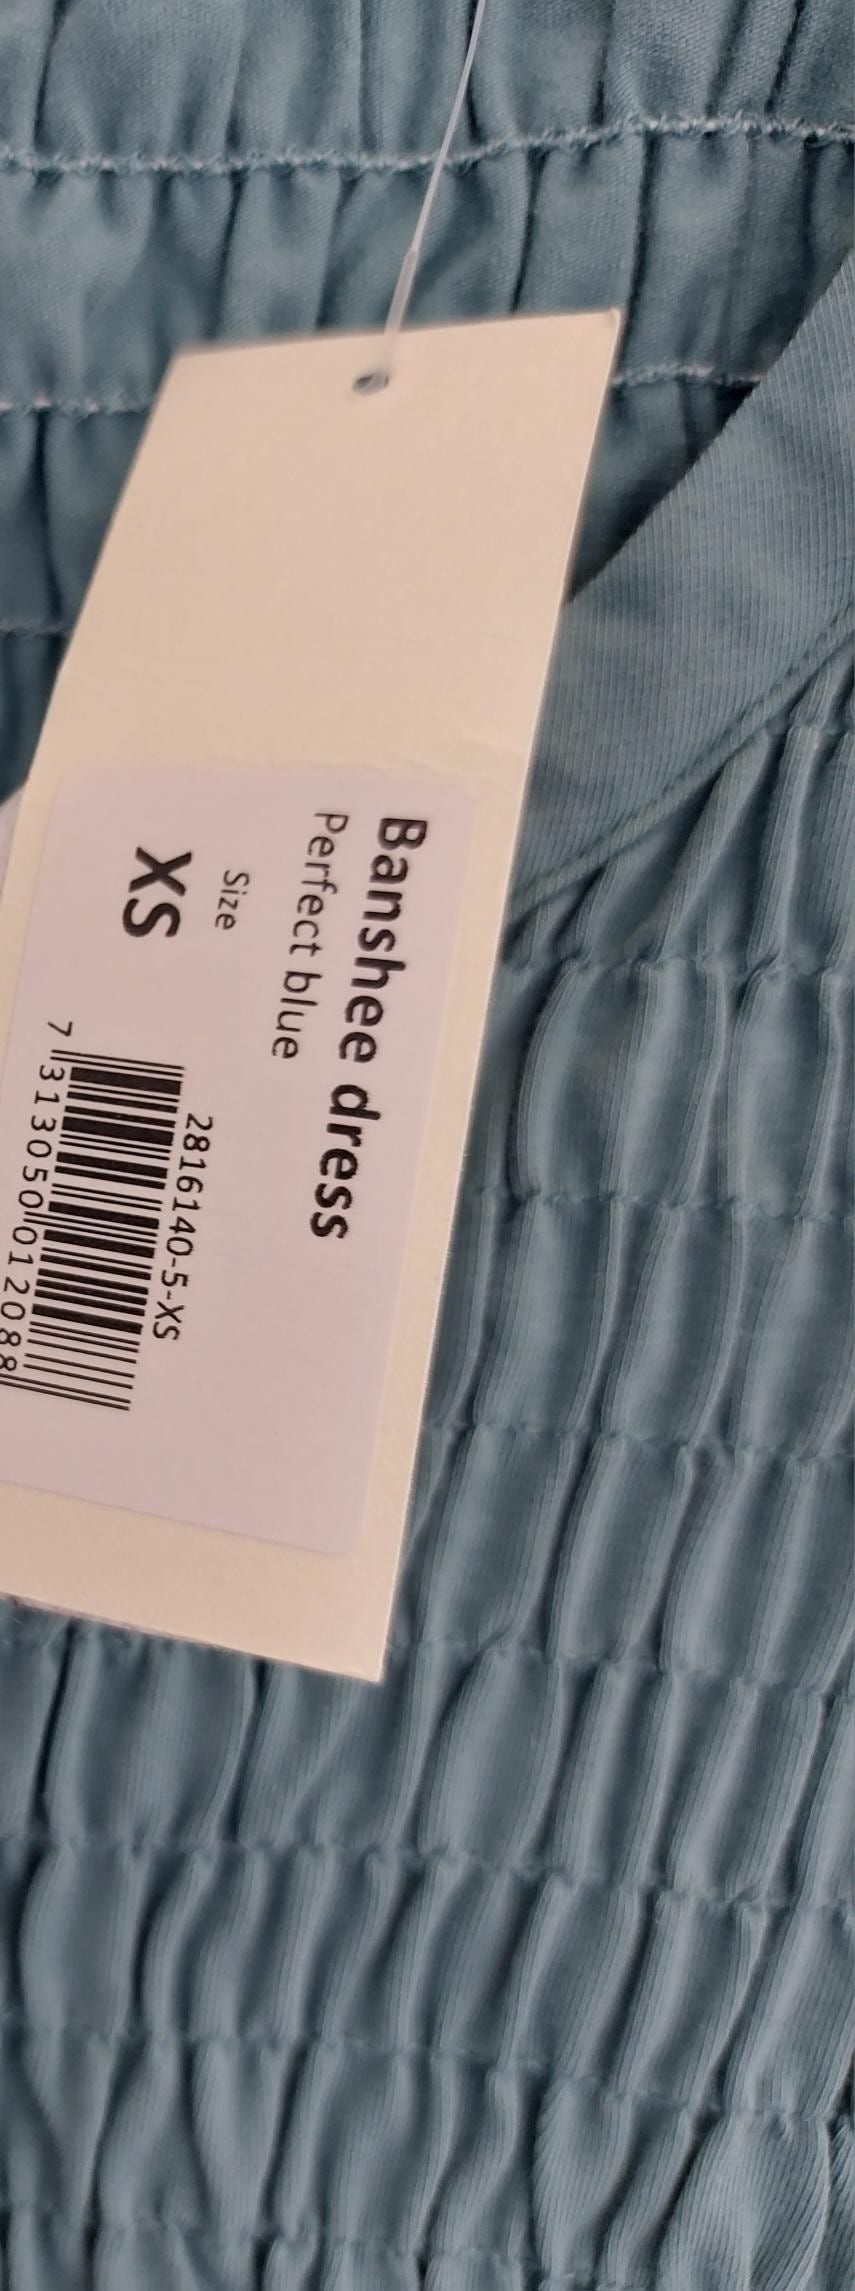 Banshee dress
Perfect blue
Size
XS
2816140-5-XS
7 313050 012088